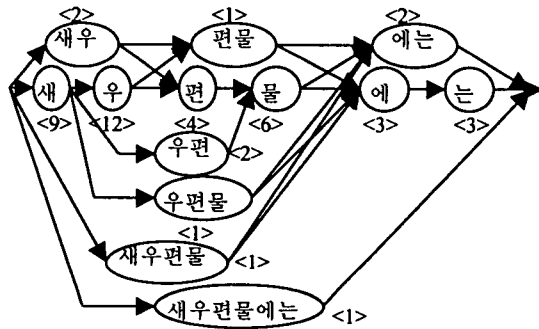 <2> <1> <2>
새우 편물 에는
새 우 편 물 에 는
<9> <12> <4> <6> <3> <3>
우편 <2>
우편물
<1>
새우편물 <1>
새우편물에는 <1>